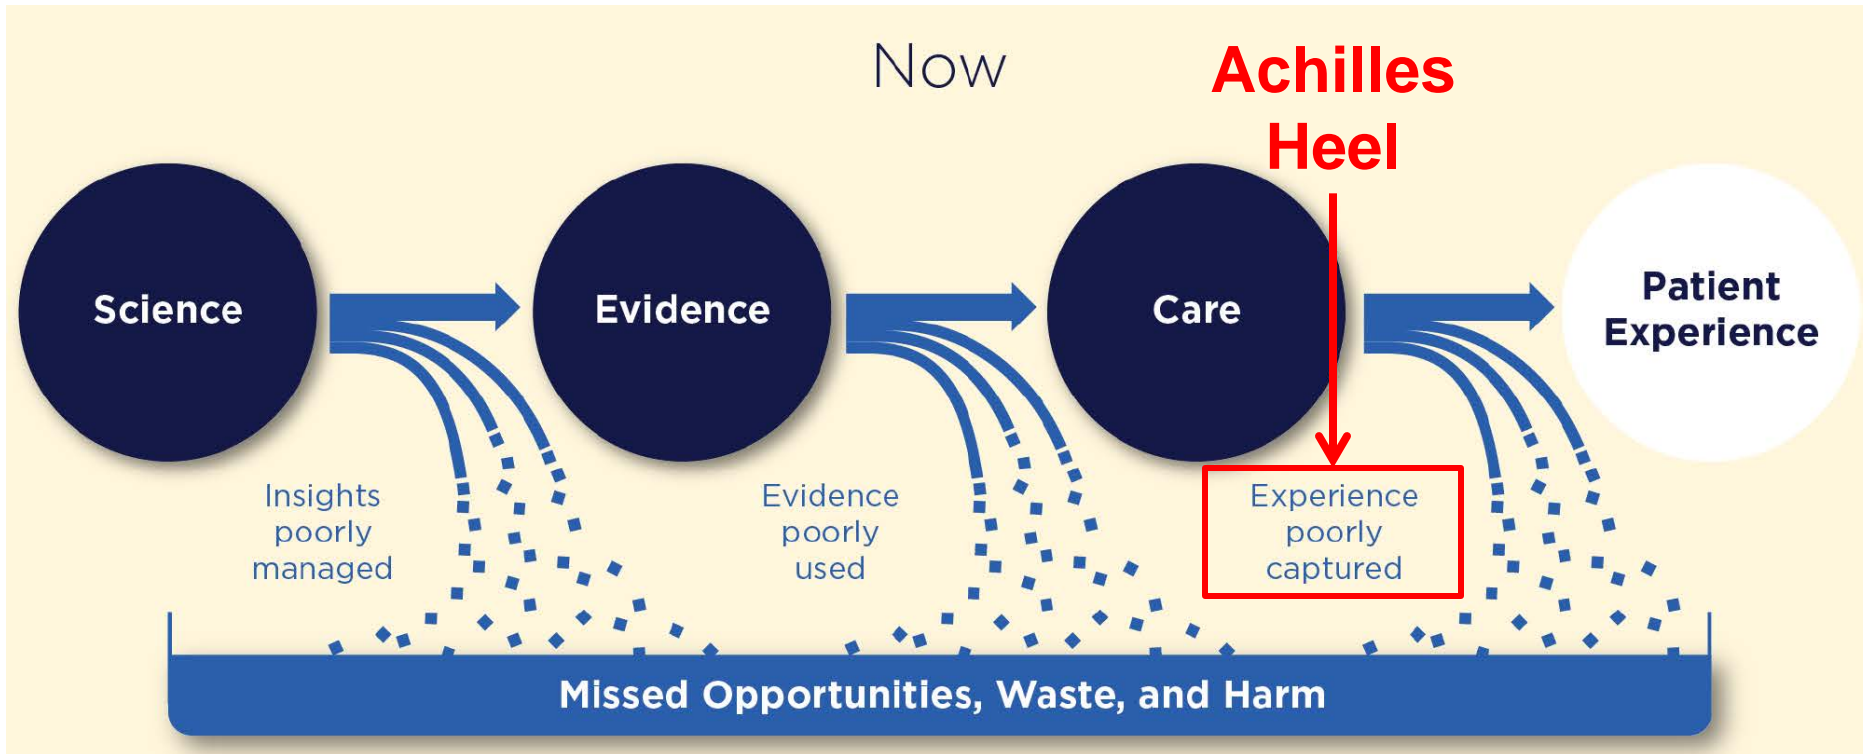 Now
Achilles
Heel
Science
Evidence
Care
Patient
Experience
Insights
poorly
managed
Evidence
poorly
used
Experience
poorly
captured
Missed Opportunities, Waste, and Harm